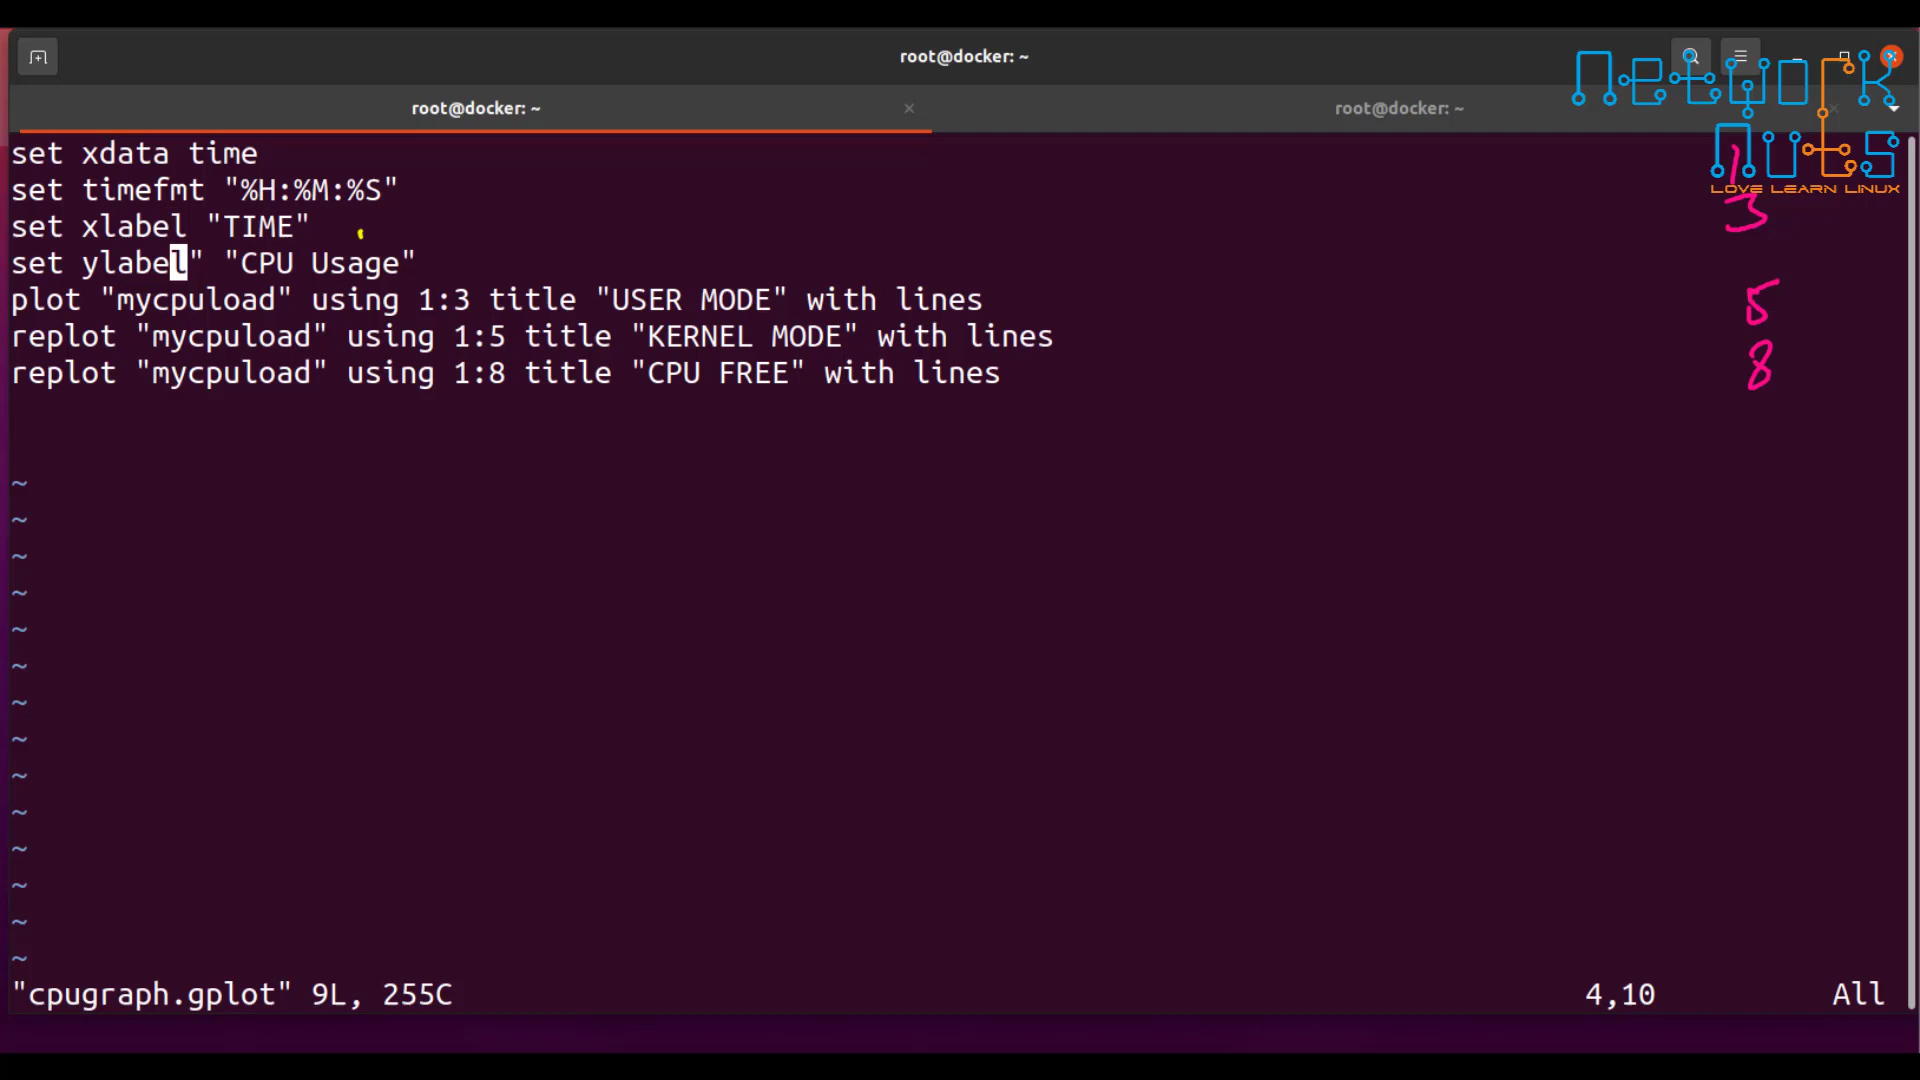 root@docker: ~
root@docker: ~
root@docker: ~
Network
nuts
LOVE LEARN LINUX
set xdata time
set timefmt "%H:%M:%S"
set xlabel "TIME"
set ylabel" "CPU Usage"
plot "mycpuload" using 1:3 title "USER MODE" with lines
replot "mycpuload" using 1:5 title "KERNEL MODE" with lines
replot "mycpuload" using 1:8 title "CPU FREE" with lines
1
3
5
8
~
~
~
~
~
~
~
~
~
~
~
~
~
~
"cpugraph.gplot" 9L, 255C
4,10
All